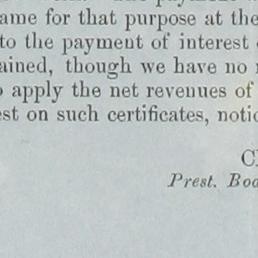 ame for that purpose at the
to the payment of interest
ained, though we have no
apply the net revenues of
est on such certificates, notic
Prest. Boa